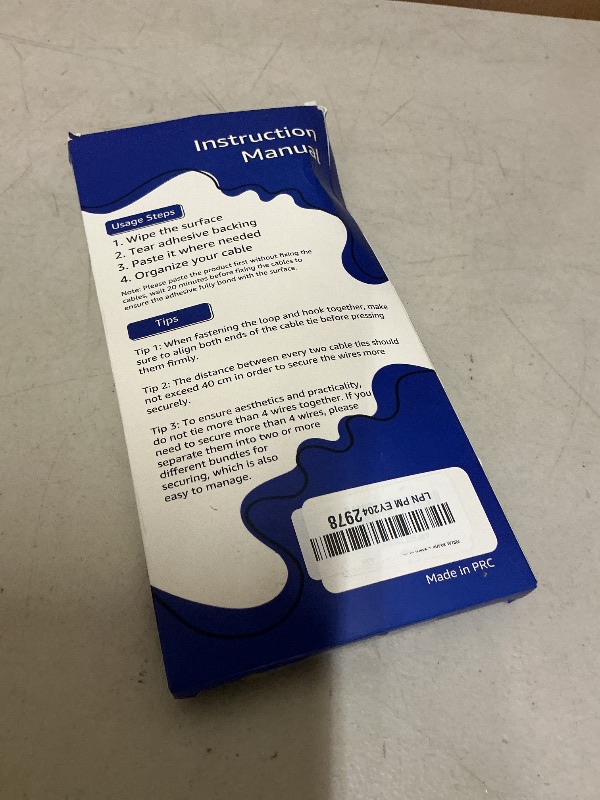 Instruction
Manual
Usage Steps
1. Wipe the surface
2. Tear adhesive backing
3. Paste it where needed
4. Organize your cable
Note: Please paste the product first without fixing the
cables, wait 20 minutes before fixing the cables to
ensure the adhesive fully bond with the surface.
Tips
Tip 1: When fastening the loop and hook together, make
sure to align both ends of the cable tie before pressing
them firmly.
Tip 2: The distance between every two cable ties should
not exceed 40 cm in order to secure the wires more
securely.
Tip 3: To ensure aesthetics and practicality,
do not tie more than 4 wires together. If you
need to secure more than 4 wires, please
separate them into two or more
different bundles for
securing, which is also
easy to manage.
LPN PM EY2042978
Made in PRC